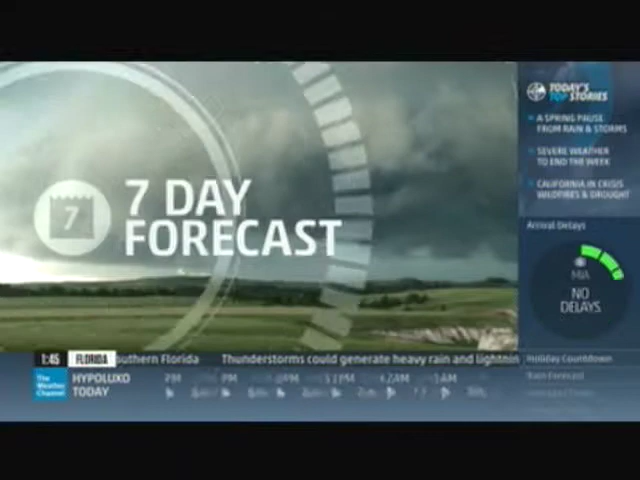 7
7 DAY
FORECAST
TODAY'S
TOP STORIES
A SPRING PAUSE
FROM RAIN & STORMS
SEVERE WEATHER
TO END THE WEEK
CALIFORNIA IN CRISIS
WILDFIRES & DROUGHT
Arrival Delays
MIA
NO
DELAYS
1:45 FLORIDA outhern Florida Thunderstorms could generate heavy rain and lightnin
Holiday Countdown
Rain Forecast
The
Weather
Channel
HYPOLUXO
TODAY